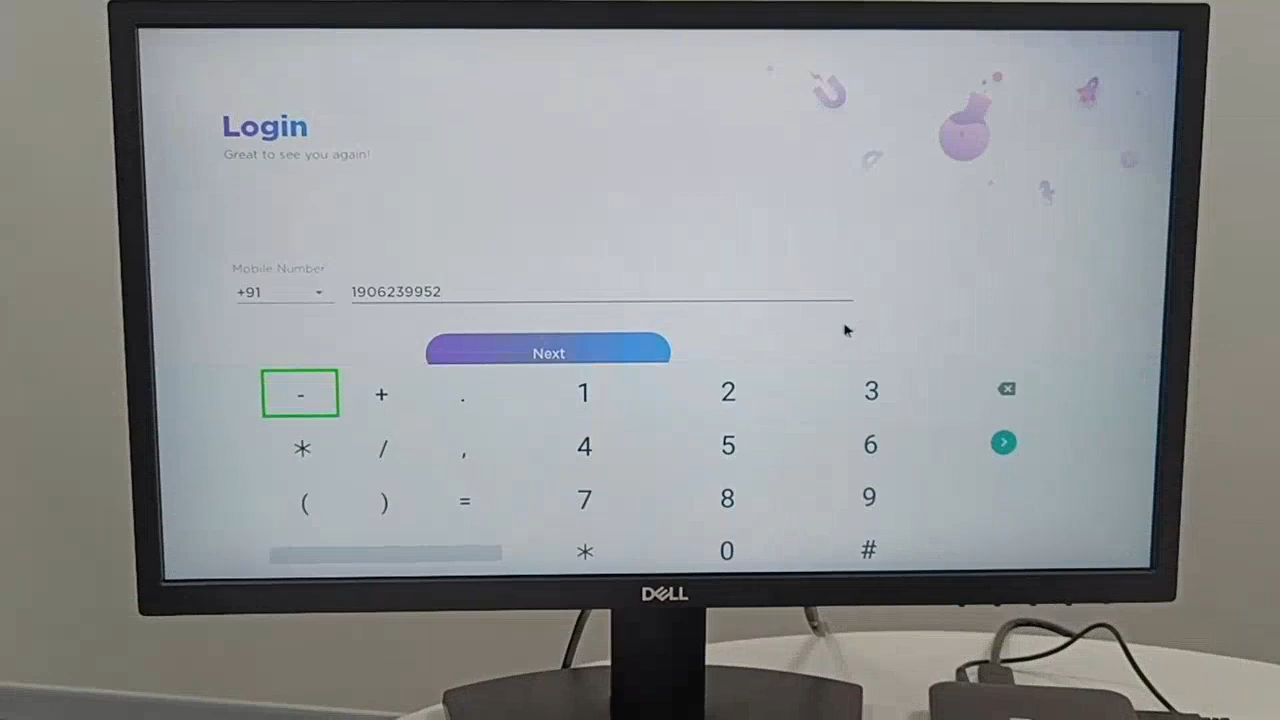 Login
Great to see you again!
Mobile Number
+91 1906239952
Next
- + . 1 2 3
* / , 4 5 6
( ) = 7 8 9
* 0 #
DELL